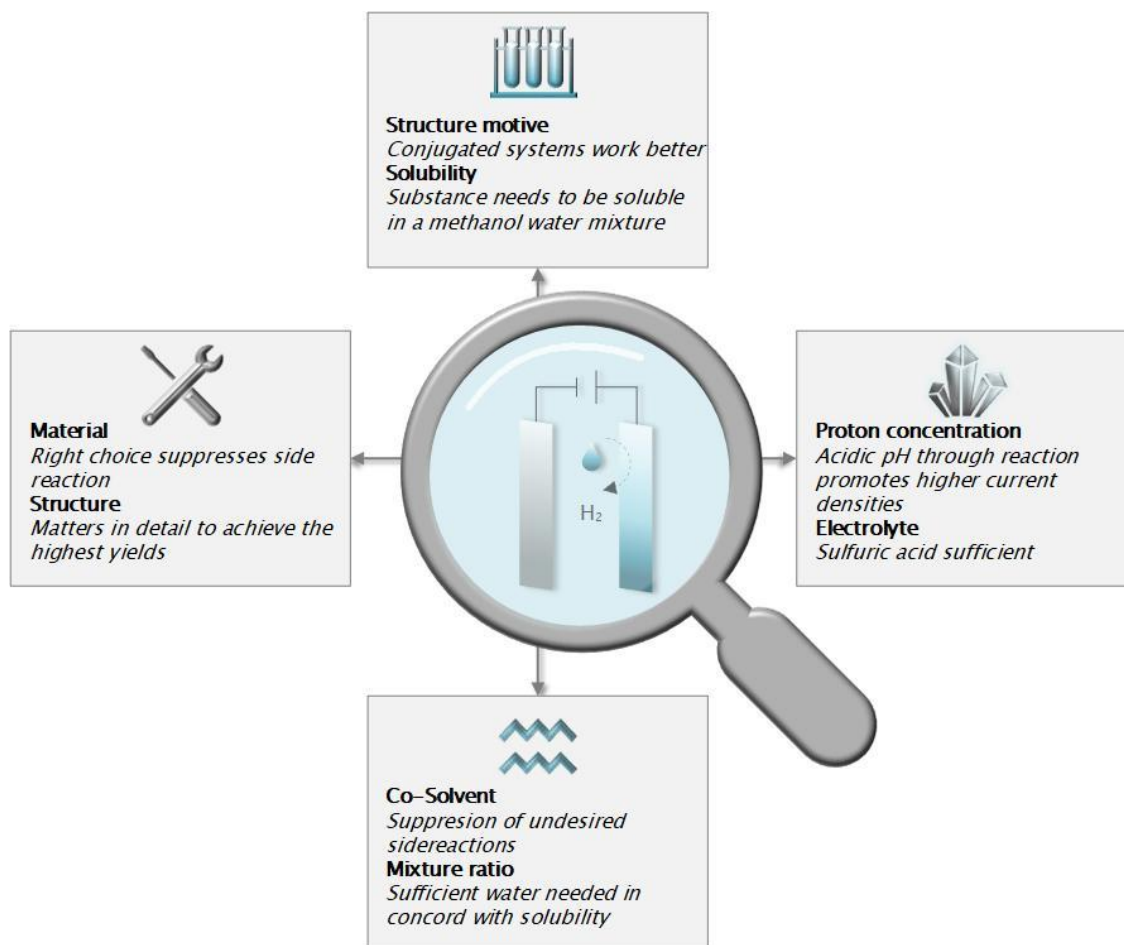 Structure motive
Conjugated systems work better
Solubility
Substance needs to be soluble
in a methanol water mixture
Material
Right choice suppresses side
reaction
Structure
Matters in detail to achieve the
highest yields
H₂
Proton concentration
Acidic pH through reaction
promotes higher current
densities
Electrolyte
Sulfuric acid sufficient
Co-Solvent
Suppresion of undesired
sidereactions
Mixture ratio
Sufficient water needed in
concord with solubility